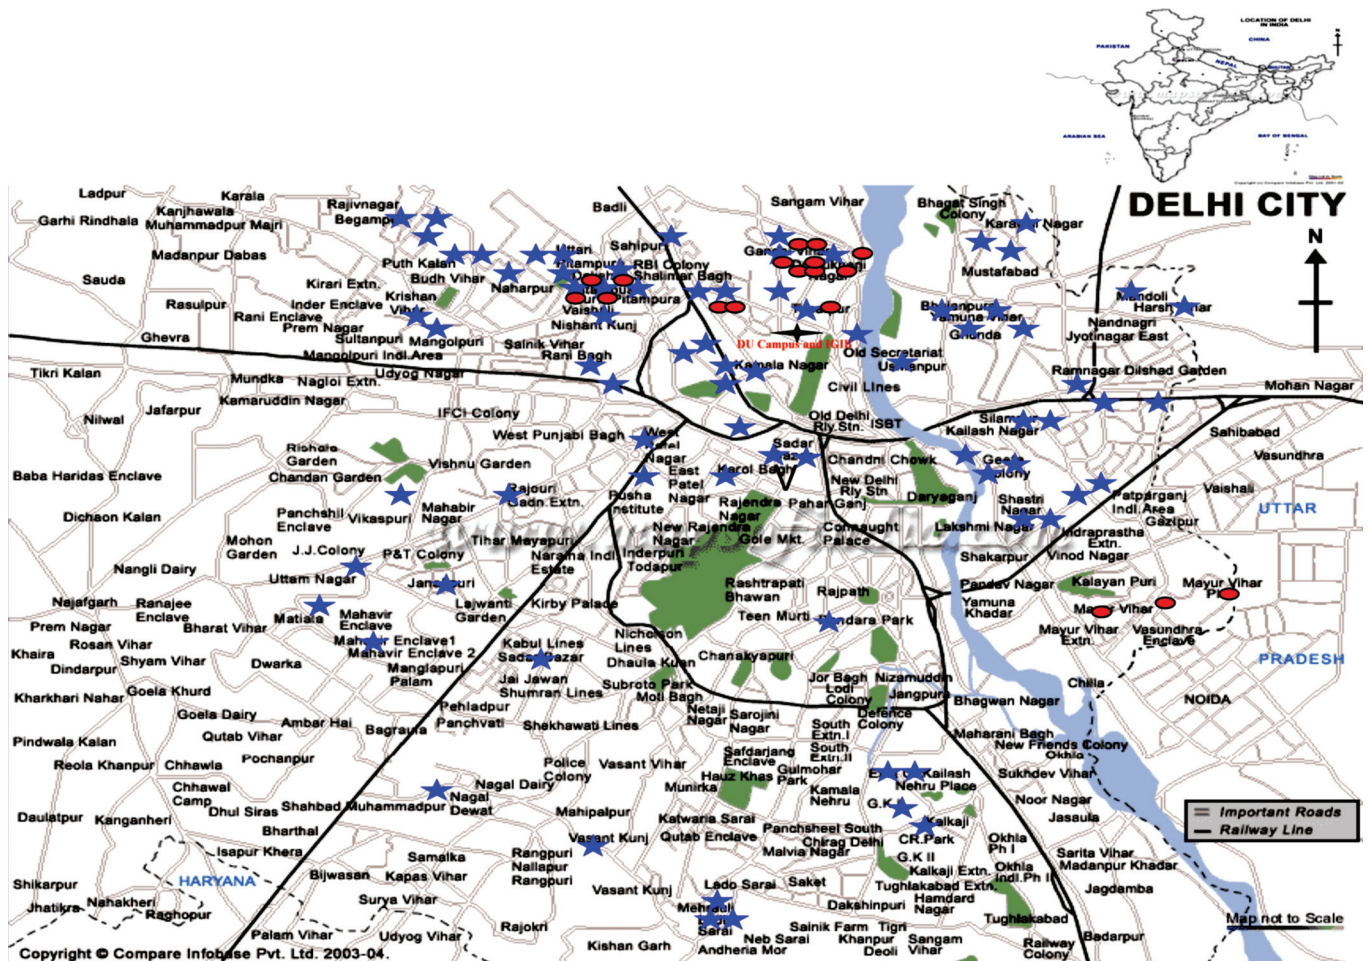 LOCATION OF DELHI
IN INDIA
N
CHINA
PAKISTAN
NEPAL
BHUTAN
ARABIAN SEA
BAY OF BENGAL
DELHI CITY
N
Ladpur
Karala
Rajivnagar
Badli
Sangam Vihar
Bhagat Singh
Colony
Garhi Rindhala
Kanjhawala
Muhammadpur Majri
Madanpur Dabas
Puth Kalan
Sahipur
RBI Colony
Mustafabad
Sauda
Kirari Extn.
Budh Vihar
Naharpur
Shalimar Bagh
Pitampura
Rasulpur
Inder Enclave
Krishan
Rani Enclave
Prem Nagar
Sultanpuri
Mangolpuri
Vaishali
Nishant Kunj
Yamuna Vihar
Ghonda
Mandoli
Nandnagri
Jyotinagar East
Ghevra
Mangolpuri Indl.Area
Sainik Vihar
Rani Bagh
DU Campus and IGIB
Kamala Nagar
Old Secretariat
Ramnagar Dilshad Garden
Tikri Kalan
Mundka
Nagloi Extn.
Udyog Nagar
Civil LInes
Mohan Nagar
Nilwal
Jafarpur
Kamaruddin Nagar
IFCI Colony
Old Delhi
Rly.Stn.
ISBT
Kailash Nagar
Sahibabad
West Punjabi Bagh
West
Nagar
Sadar
Vasundhra
Garden
Chandan Garden
Vishnu Garden
East
Patel
Nagar
Karol Bagh
Chandni Chowk
Colony
Baba Haridas Enclave
Rajouri
Gadn.Extn.
Pusha
Institute
Rajendra
Nagar
Pahar
Ganj
New Delhi
Rly Stn
Daryaganj
Shastri
Nagar
Patparganj
Indl.Area
Vaishali
Gazipur
UTTAR
Dichaon Kalan
Panchshil
Enclave
Vikaspuri
Mahabir
Nagar
New Rajendra
Nagar
Gole Mkt.
Connaught
Palace
Lakshmi Nagar
Indraprastha
Extn.
Mohon
Garden
J.J.Colony
P&T Colony
Tihar
Mayapuri
Naraina Indl.
Estate
Inderpuri
Todapur
Shakarpur
Vinod Nagar
Nangli Dairy
Uttam Nagar
Rashtrapati
Bhawan
Rajpath
Pandav Nagar
Kalayan Puri
Mayur Vihar
Najafgarh
Ranajee
Enclave
Matiala
Mahavir
Enclave
Lajwanti
Garden
Kirby Palace
Teen Murti
Yamuna
Khadar
Prem Nagar
Bharat Vihar
Nicholson
Lines
Mayur Vihar
Extn.
Vasundhra
Enclave
Rosan Vihar
Mahavir Enclave 2
Kabul Lines
Khaira
Shyam Vihar
Dwarka
Manglapuri
Palam
Dhaula Kuan
Chanakyapuri
PRADESH
Dindarpur
Jai Jawan
Shumran Lines
Subroto Park
Moti Bagh
Jor Bagh
Lodi
Colony
Nizamuddin
Jangpura
Chilla
Kharkhari Nahar
Goela Khurd
Pehladpur
Panchvati
Netaji
Nagar
Bhagwan Nagar
NOIDA
Goela Dairy
Ambar Hai
Shekhawati Lines
Sarojini
Nagar
South
Extn.I
Defence
Colony
Maharani Bagh
Pindwala Kalan
Qutab Vihar
Bagraura
Safdarjang
Enclave
South
Extn.II
New Friends Colony
Okhla
Reola Khanpur
Chhawla
Pochanpur
Police
Colony
Vasant Vihar
Hauz Khas
Gulmohar
Park
Kailash
Nehru Place
Sukhdev Vihar
Chhawal
Camp
Nagal Dairy
Munirka
Kamala
Nehru
Noor Nagar
Important Roads
Daulatpur
Kanganheri
Dhul Siras
Shahbad Muhammadpur
Nagal
Dewat
Mahipalpur
Katwaria Sarai
Kalkaji
Jasaula
Railway Line
Bharthal
Vasant Kunj
Qutab Enclave
Panchsheel South
Chirag Delhi
CR.Park
Okhla
Ph I
Isapur Khera
Samalka
Rangpuri
Nallapur
Rangpuri
Malvia Nagar
G.K II
Sarita Vihar
Madanpur Khadar
HARYANA
Bijwasan
Kapas Vihar
Kalkaji Extn.
Okhla
Indl.Ph II
Shikarpur
Nahakheri
Surya Vihar
Vasant Kunj
Lado Sarai
Saket
Tughlakabad Extn.
Jagdamba
Jhatikra
Raghopur
Dakshinpuri
Hamdard
Nagar
Tughlakabad
Map not to Scale
Palam Vihar
Udyog Vihar
Rajokri
Sarai
Sainik Farm
Tigri
Badarpur
Kishan Garh
Neb Sarai
Andheria Mor
Khanpur
Deoli
Sangam
Vihar
Railway
Colony
Copyright © Compare Infobase Pvt. Ltd. 2003-04.